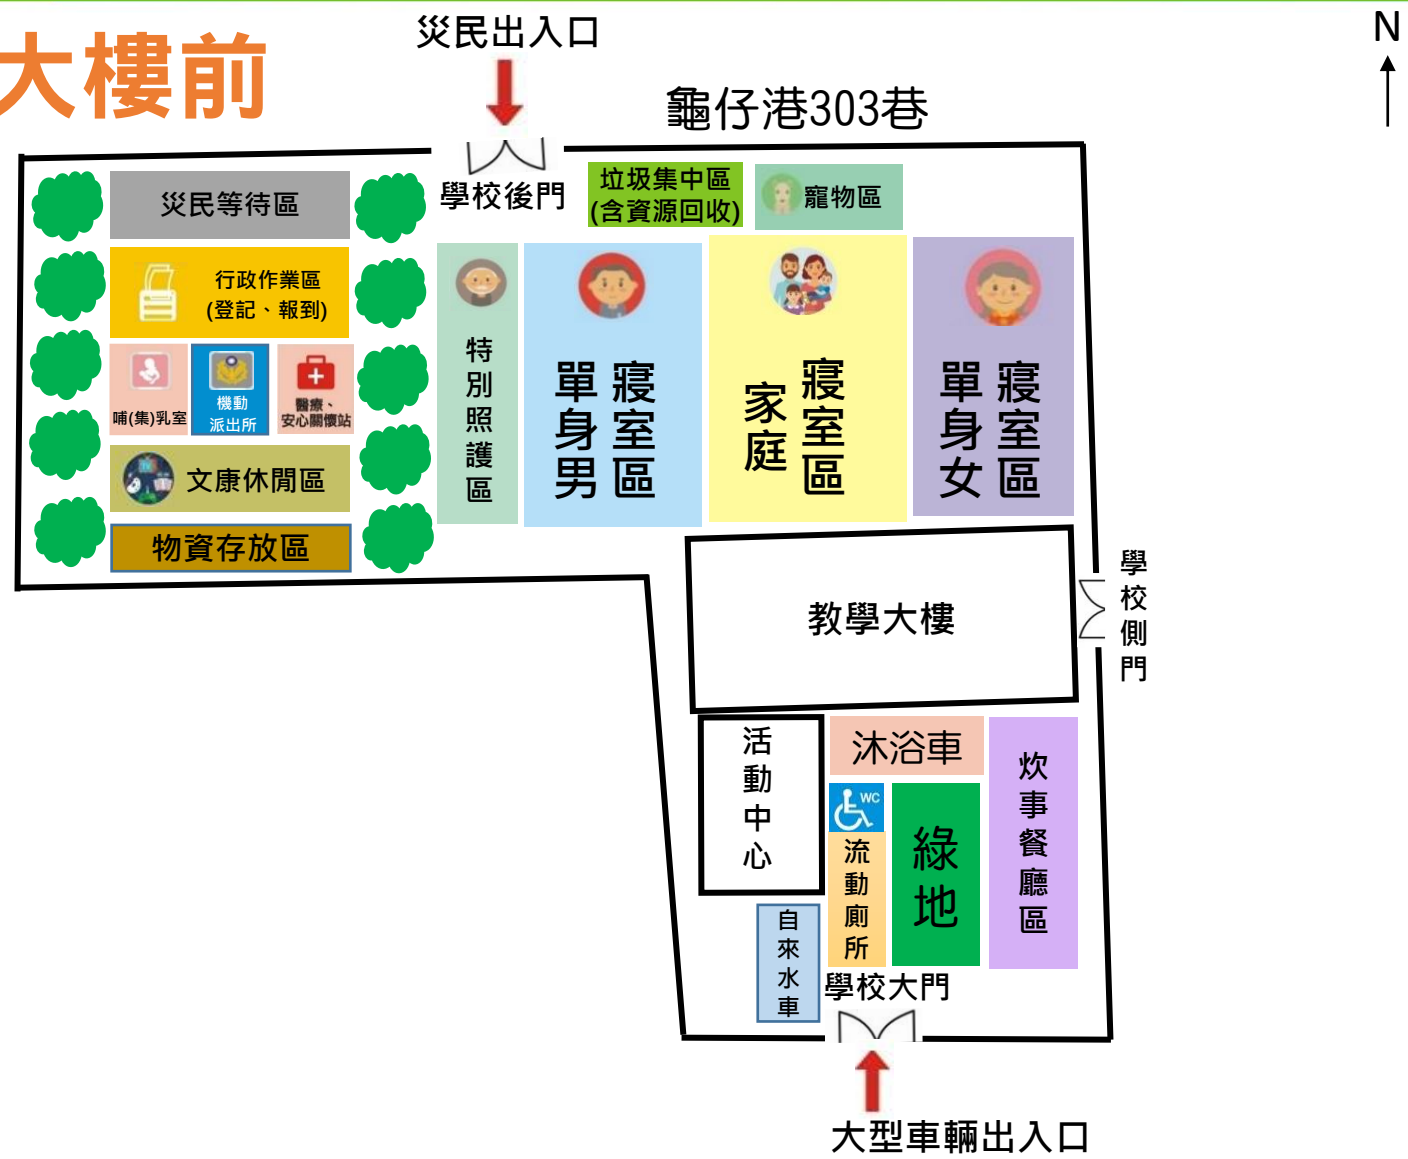 大樓前
災民出入口
N
龜仔港303巷
學校後門
垃圾集中區
(含資源回收)
寵物區
災民等待區
行政作業區
(登記、報到)
哺(集)乳室
機動
派出所
醫療、
安心關懷站
文康休閒區
物資存放區
特別照護區
單身男
寢室區
家庭
寢室區
單身女
寢室區
教學大樓
學校側門
活動中心
沐浴車
WC
流動廁所
綠地
炊事餐廳區
自來水車
學校大門
大型車輛出入口